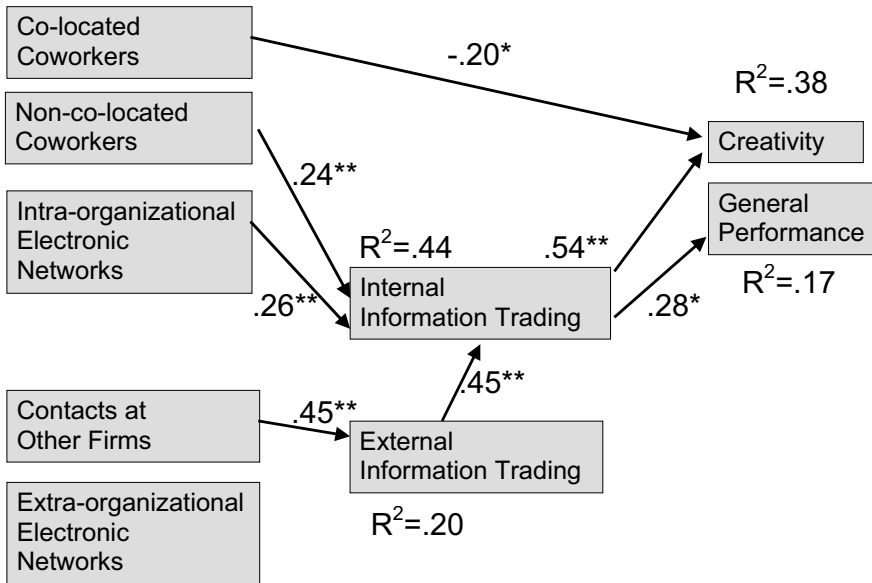 Co-located
Coworkers
-.20*
R²=.38
Non-co-located
Coworkers
Creativity
.24**
Intra-organizational
Electronic
Networks
General
Performance
R²=.44
.54**
R²=.17
.26**
Internal
Information Trading
.28*
.45**
Contacts at
Other Firms
.45**
External
Information Trading
Extra-organizational
Electronic
Networks
R²=.20